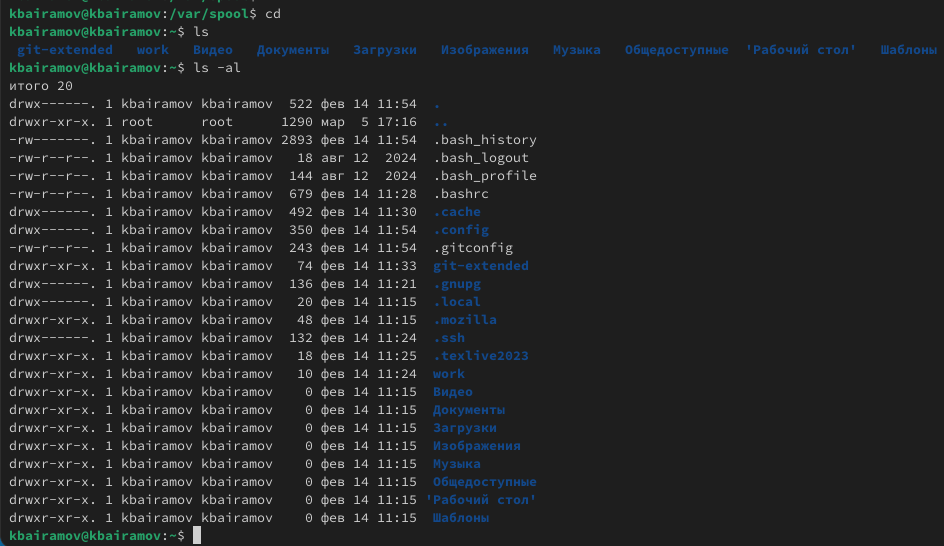 kbairamov@kbairamov:/var/spool$ cd
kbairamov@kbairamov:~$ ls
git-extended work Видео Документы Загрузки Изображения Музыка Общедоступные 'Рабочий стол' Шаблоны
kbairamov@kbairamov:~$ ls -al
итого 20
drwx------. 1 kbairamov kbairamov 522 фев 14 11:54 .
drwxr-xr-x. 1 root root 1290 мар 5 17:16 ..
-rw-------. 1 kbairamov kbairamov 2893 фев 14 11:54 .bash_history
-rw-r--r--. 1 kbairamov kbairamov 18 авг 12 2024 .bash_logout
-rw-r--r--. 1 kbairamov kbairamov 144 авг 12 2024 .bash_profile
-rw-r--r--. 1 kbairamov kbairamov 679 фев 14 11:28 .bashrc
drwx------. 1 kbairamov kbairamov 492 фев 14 11:30 .cache
drwx------. 1 kbairamov kbairamov 350 фев 14 11:54 .config
-rw-r--r--. 1 kbairamov kbairamov 243 фев 14 11:54 .gitconfig
drwxr-xr-x. 1 kbairamov kbairamov 74 фев 14 11:33 git-extended
drwx------. 1 kbairamov kbairamov 136 фев 14 11:21 .gnupg
drwx------. 1 kbairamov kbairamov 20 фев 14 11:15 .local
drwxr-xr-x. 1 kbairamov kbairamov 48 фев 14 11:15 .mozilla
drwx------. 1 kbairamov kbairamov 132 фев 14 11:24 .ssh
drwxr-xr-x. 1 kbairamov kbairamov 18 фев 14 11:25 .texlive2023
drwxr-xr-x. 1 kbairamov kbairamov 10 фев 14 11:24 work
drwxr-xr-x. 1 kbairamov kbairamov 0 фев 14 11:15 Видео
drwxr-xr-x. 1 kbairamov kbairamov 0 фев 14 11:15 Документы
drwxr-xr-x. 1 kbairamov kbairamov 0 фев 14 11:15 Загрузки
drwxr-xr-x. 1 kbairamov kbairamov 0 фев 14 11:15 Изображения
drwxr-xr-x. 1 kbairamov kbairamov 0 фев 14 11:15 Музыка
drwxr-xr-x. 1 kbairamov kbairamov 0 фев 14 11:15 Общедоступные
drwxr-xr-x. 1 kbairamov kbairamov 0 фев 14 11:15 'Рабочий стол'
drwxr-xr-x. 1 kbairamov kbairamov 0 фев 14 11:15 Шаблоны
kbairamov@kbairamov:~$